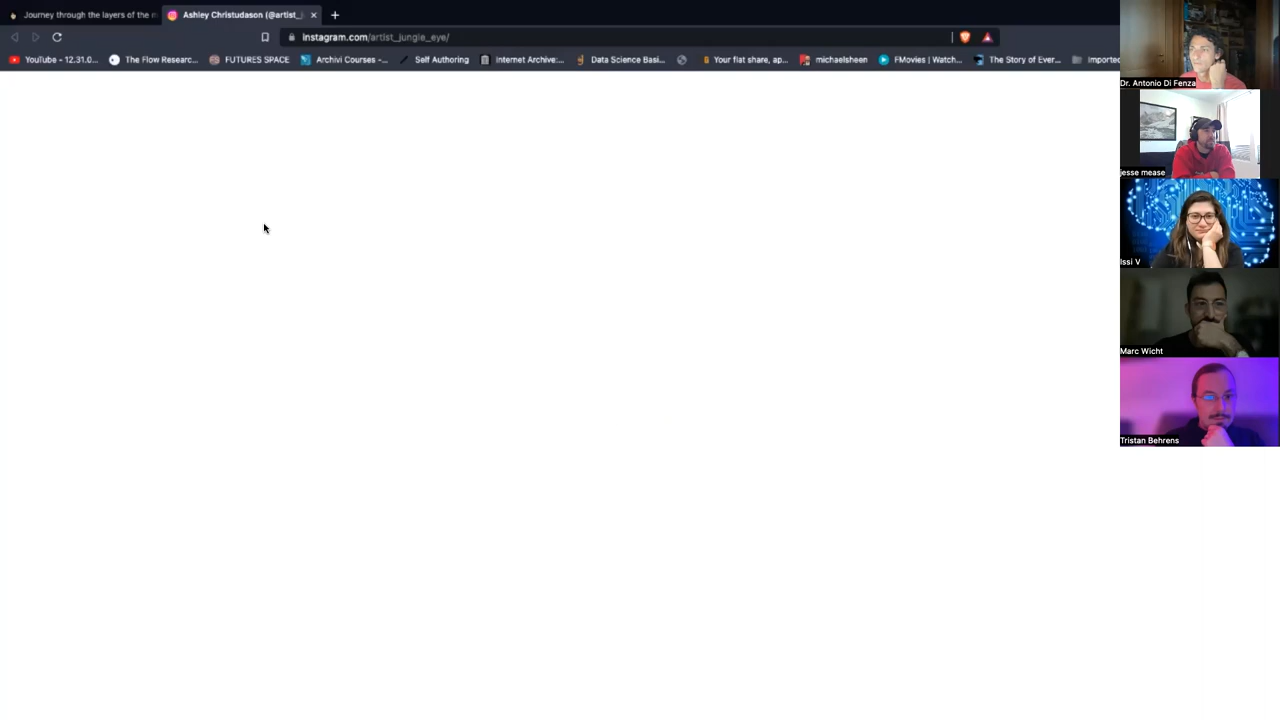 Journey through the layers of the m
Ashley Christudason (@artist_j
instagram.com/artist_jungle_eye/
YouTube - 12.31.0...
The Flow Researc...
FUTURES SPACE
Archivi Courses -...
Self Authoring
Internet Archive:...
Data Science Basi...
Your flat share, ap...
michaelsheen
FMovies | Watch...
The Story of Ever...
Imported
Dr. Antonio Di Fenza
jesse mease
Issi V
Marc Wicht
Tristan Behrens